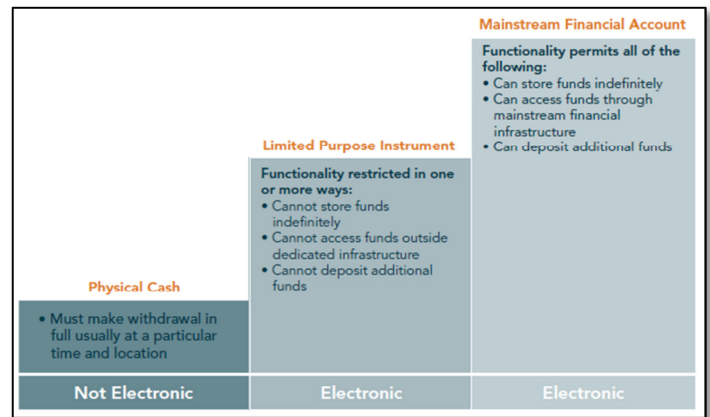 Physical Cash
• Must make withdrawal in
full usually at a particular
time and location
Not Electronic
Limited Purpose Instrument
Functionality restricted in one
or more ways:
• Cannot store funds
indefinitely
• Cannot access funds outside
dedicated infrastructure
• Cannot deposit additional
funds
Electronic
Mainstream Financial Account
Functionality permits all of the
following:
• Can store funds indefinitely
• Can access funds through
mainstream financial
infrastructure
• Can deposit additional funds
Electronic